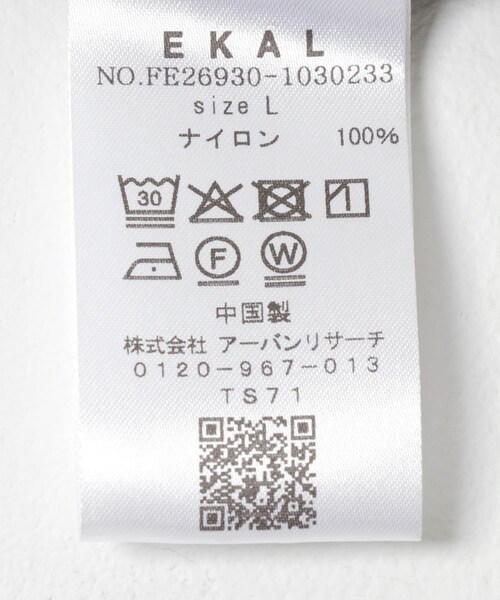 EKAL
NO.FE26930-1030233
size L
ナイロン 100%
30
F W
中国製
株式会社 アーバンリサーチ
0120-967-013
TS71